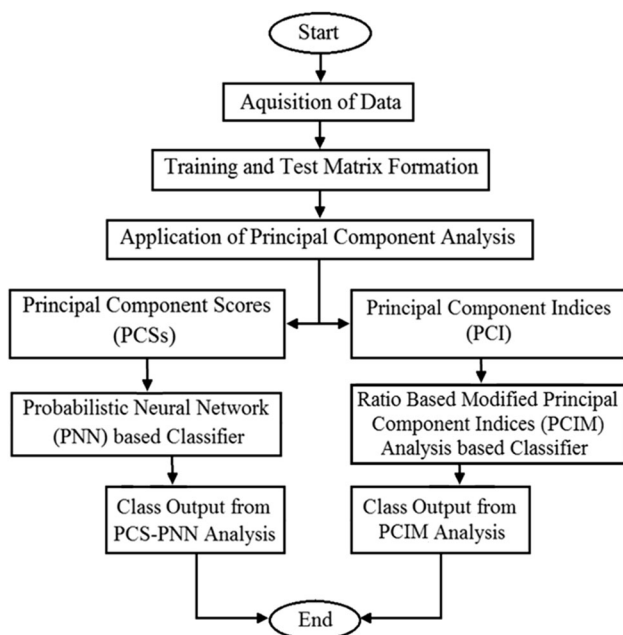 Start
Aquisition of Data
Training and Test Matrix Formation
Application of Principal Component Analysis
Principal Component Scores
(PCSs)
Principal Component Indices
(PCI)
Probabilistic Neural Network
(PNN) based Classifier
Ratio Based Modified Principal
Component Indices (PCIM)
Analysis based Classifier
Class Output from
PCS-PNN Analysis
Class Output from
PCIM Analysis
End